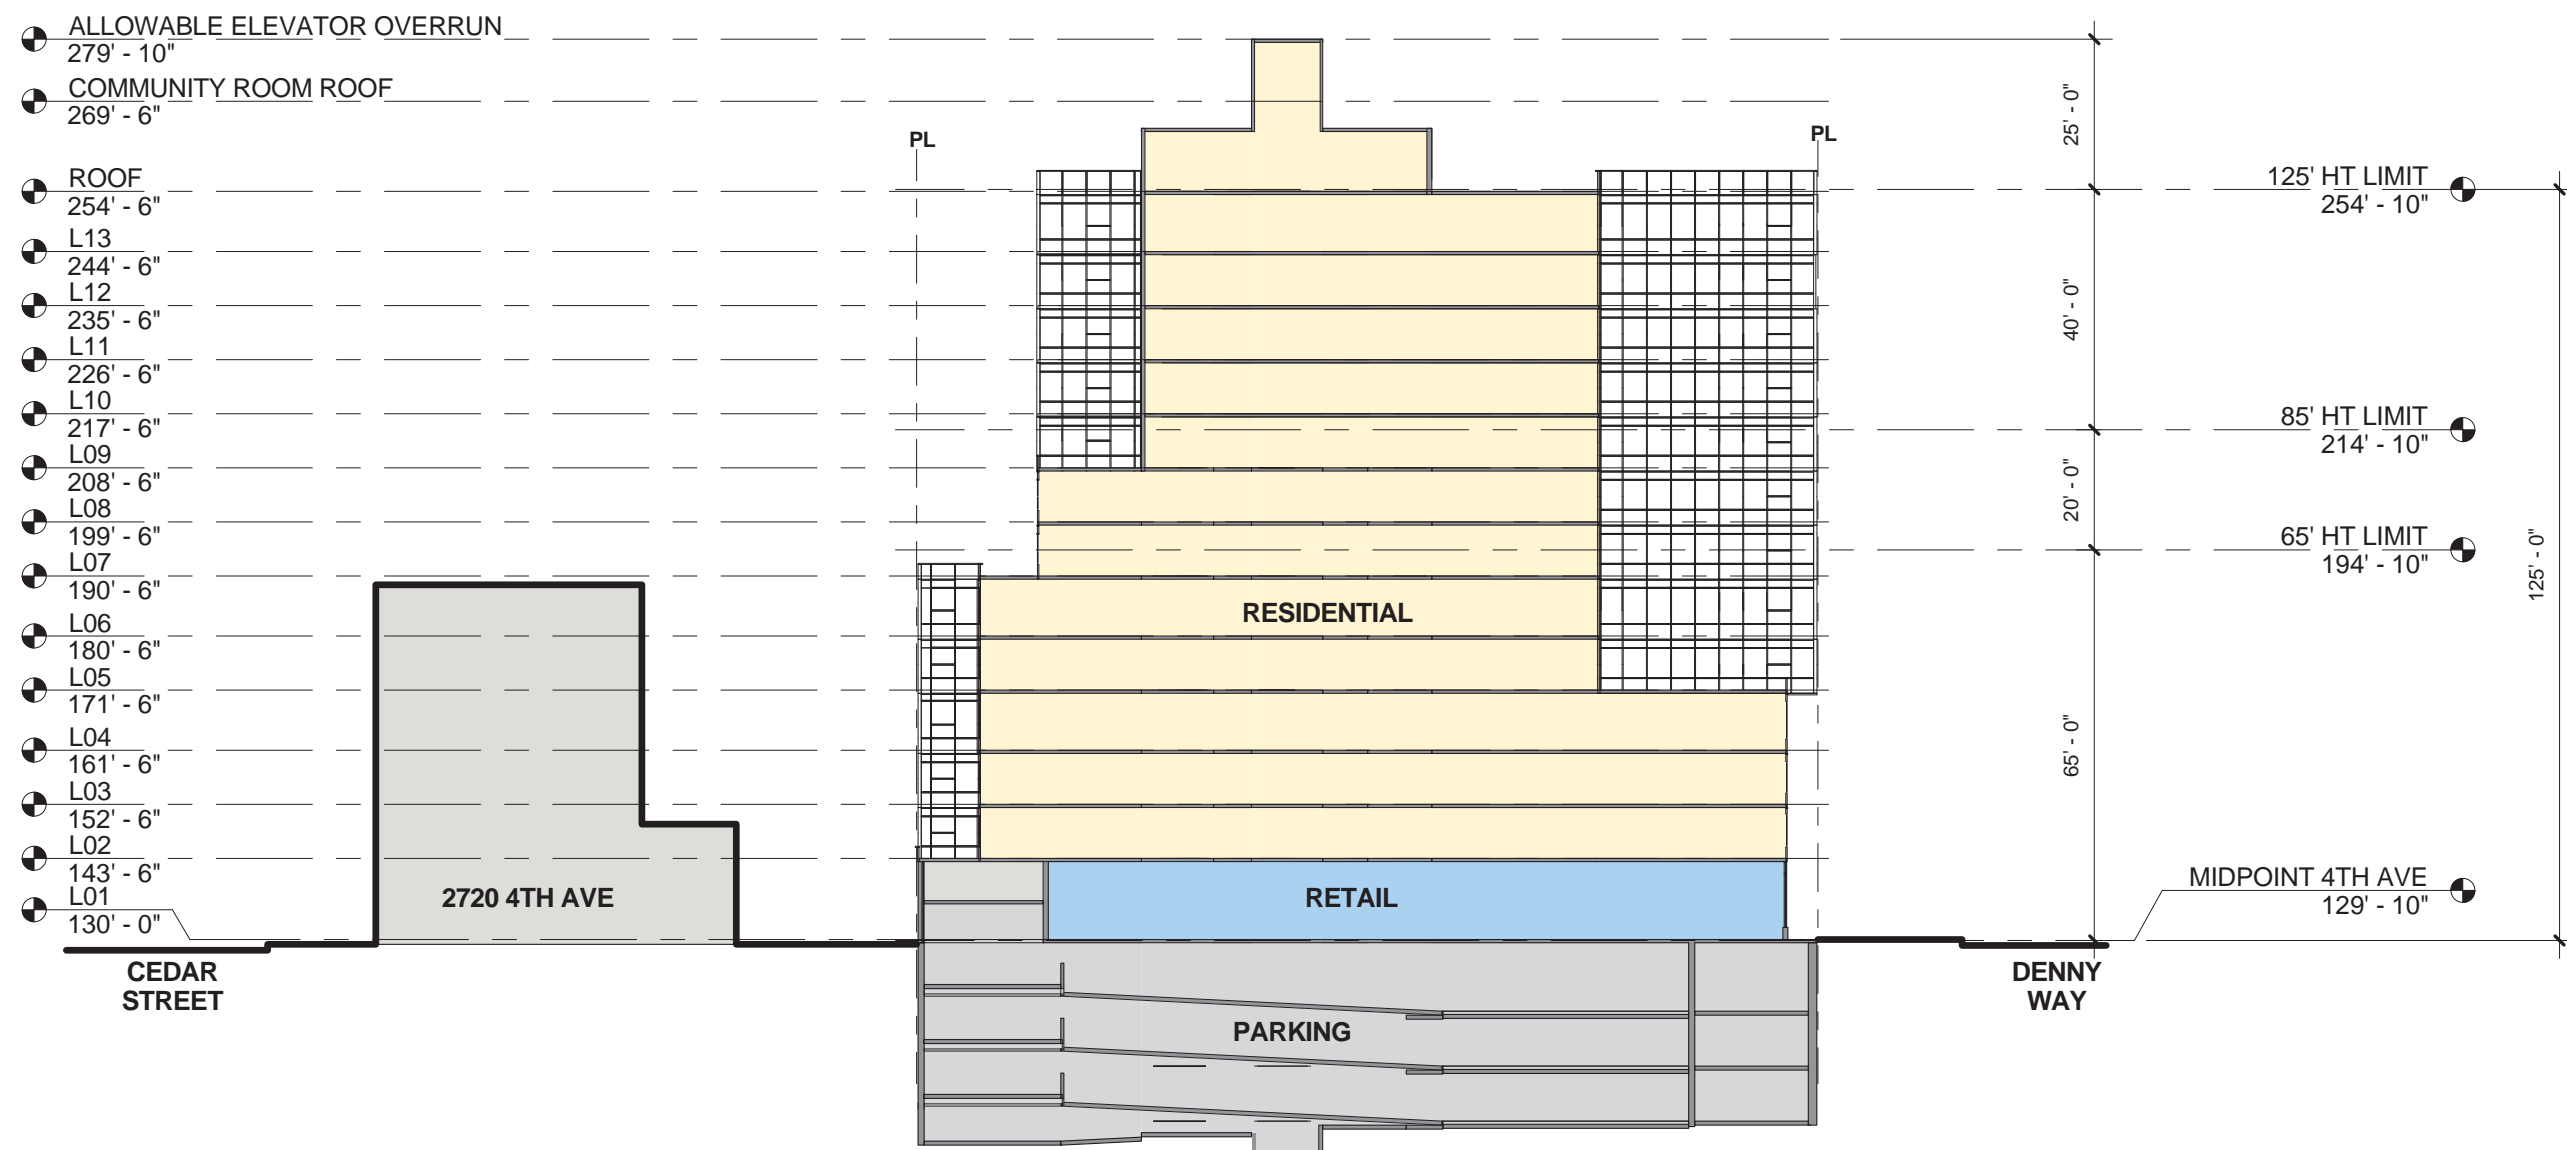 ALLOWABLE ELEVATOR OVERRUN
279' - 10"
COMMUNITY ROOM ROOF
269' - 6"
ROOF
254' - 6"
L13
244' - 6"
L12
235' - 6"
L11
226' - 6"
L10
217' - 6"
L09
208' - 6"
L08
199' - 6"
L07
190' - 6"
L06
180' - 6"
L05
171' - 6"
L04
161' - 6"
L03
152' - 6"
L02
143' - 6"
L01
130' - 0"
CEDAR
STREET
2720 4TH AVE
PL
PL
RESIDENTIAL
RETAIL
PARKING
25' - 0"
40' - 0"
20' - 0"
65' - 0"
125' HT LIMIT
254' - 10"
85' HT LIMIT
214' - 10"
65' HT LIMIT
194' - 10"
125' - 0"
MIDPOINT 4TH AVE
129' - 10"
DENNY
WAY